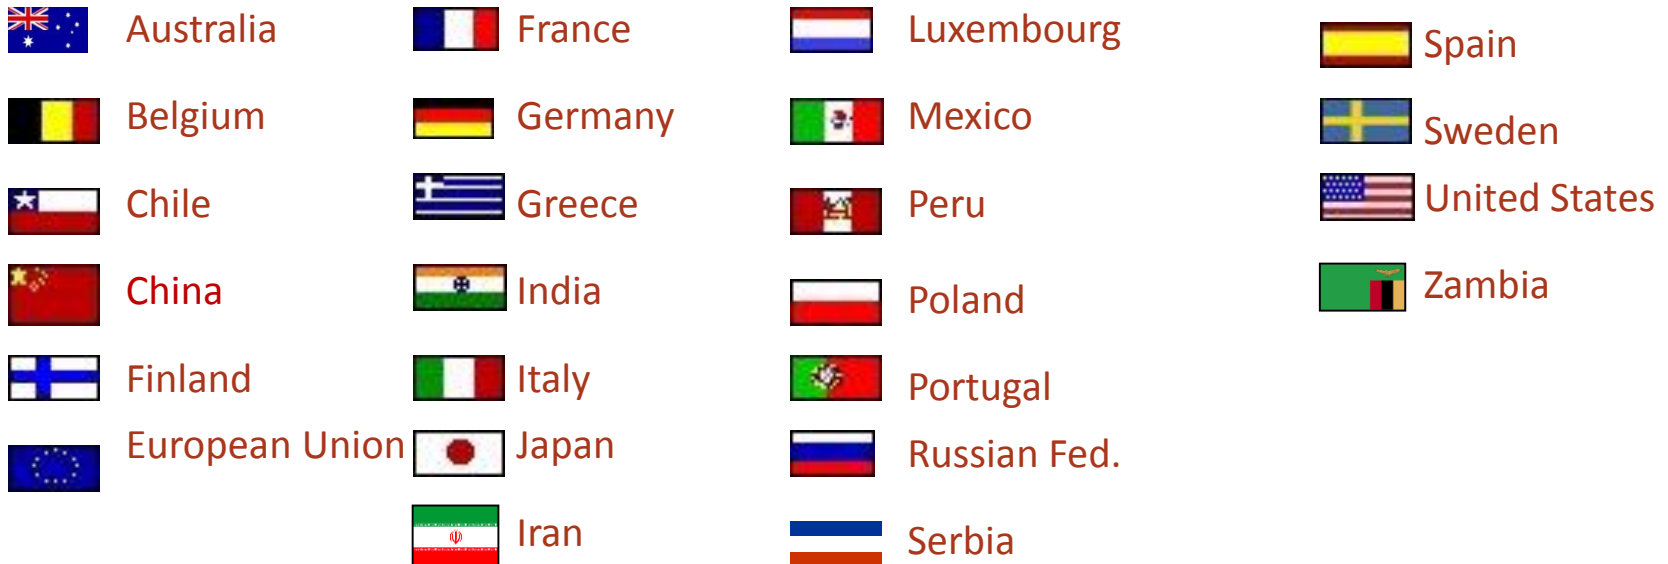 Australia
Belgium
Chile
China
Finland
European Union
France
Germany
Greece
India
Italy
Japan
Iran
Luxembourg
Mexico
Peru
Poland
Portugal
Russian Fed.
Serbia
Spain
Sweden
United States
Zambia